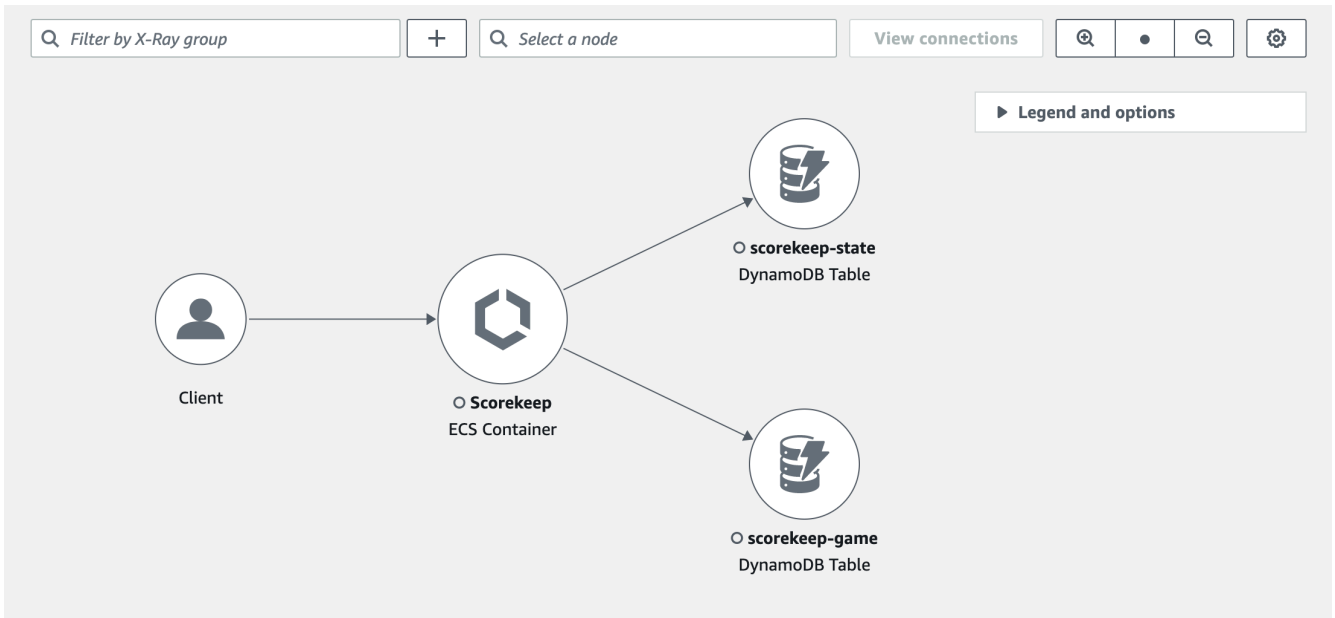 Filter by X-Ray group
Select a node
View connections
Legend and options
scorekeep-state
DynamoDB Table
Client
Scorekeep
ECS Container
scorekeep-game
DynamoDB Table